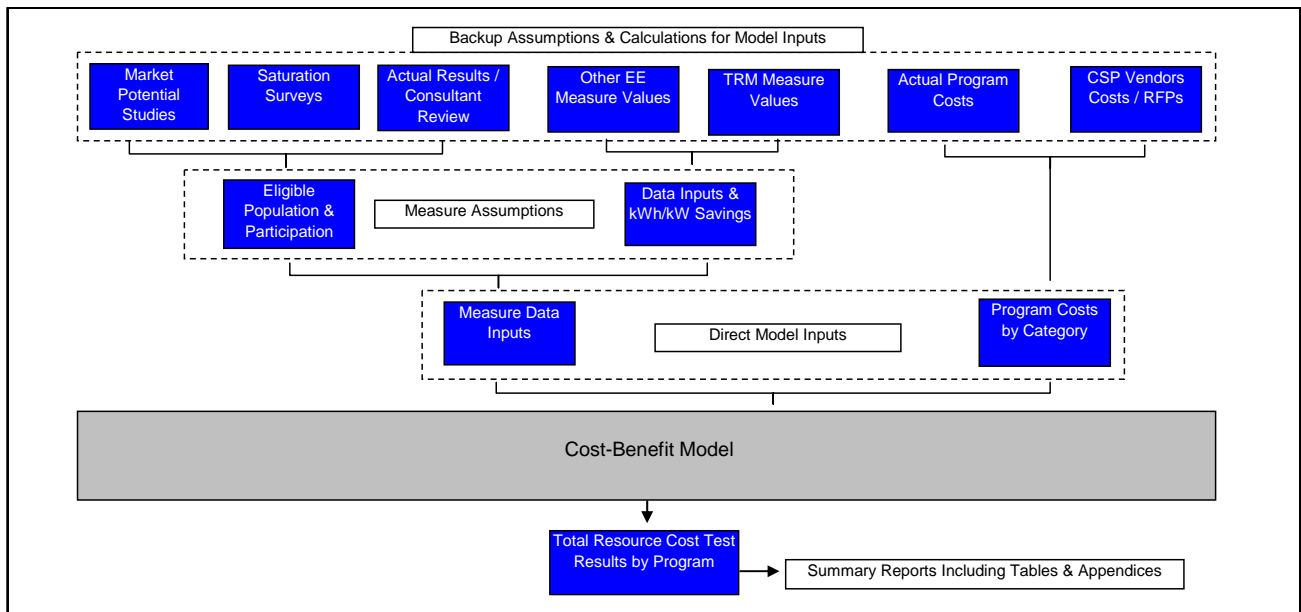 Backup Assumptions & Calculations for Model Inputs
Market
Potential
Studies
Saturation
Surveys
Actual Results /
Consultant
Review
Other EE
Measure Values
TRM Measure
Values
Actual Program
Costs
CSP Vendors
Costs / RFPs
Eligible
Population &
Participation
Measure Assumptions
Data Inputs &
kWh/kW Savings
Measure Data
Inputs
Direct Model Inputs
Program Costs
by Category
Cost-Benefit Model
Total Resource Cost Test
Results by Program
Summary Reports Including Tables & Appendices